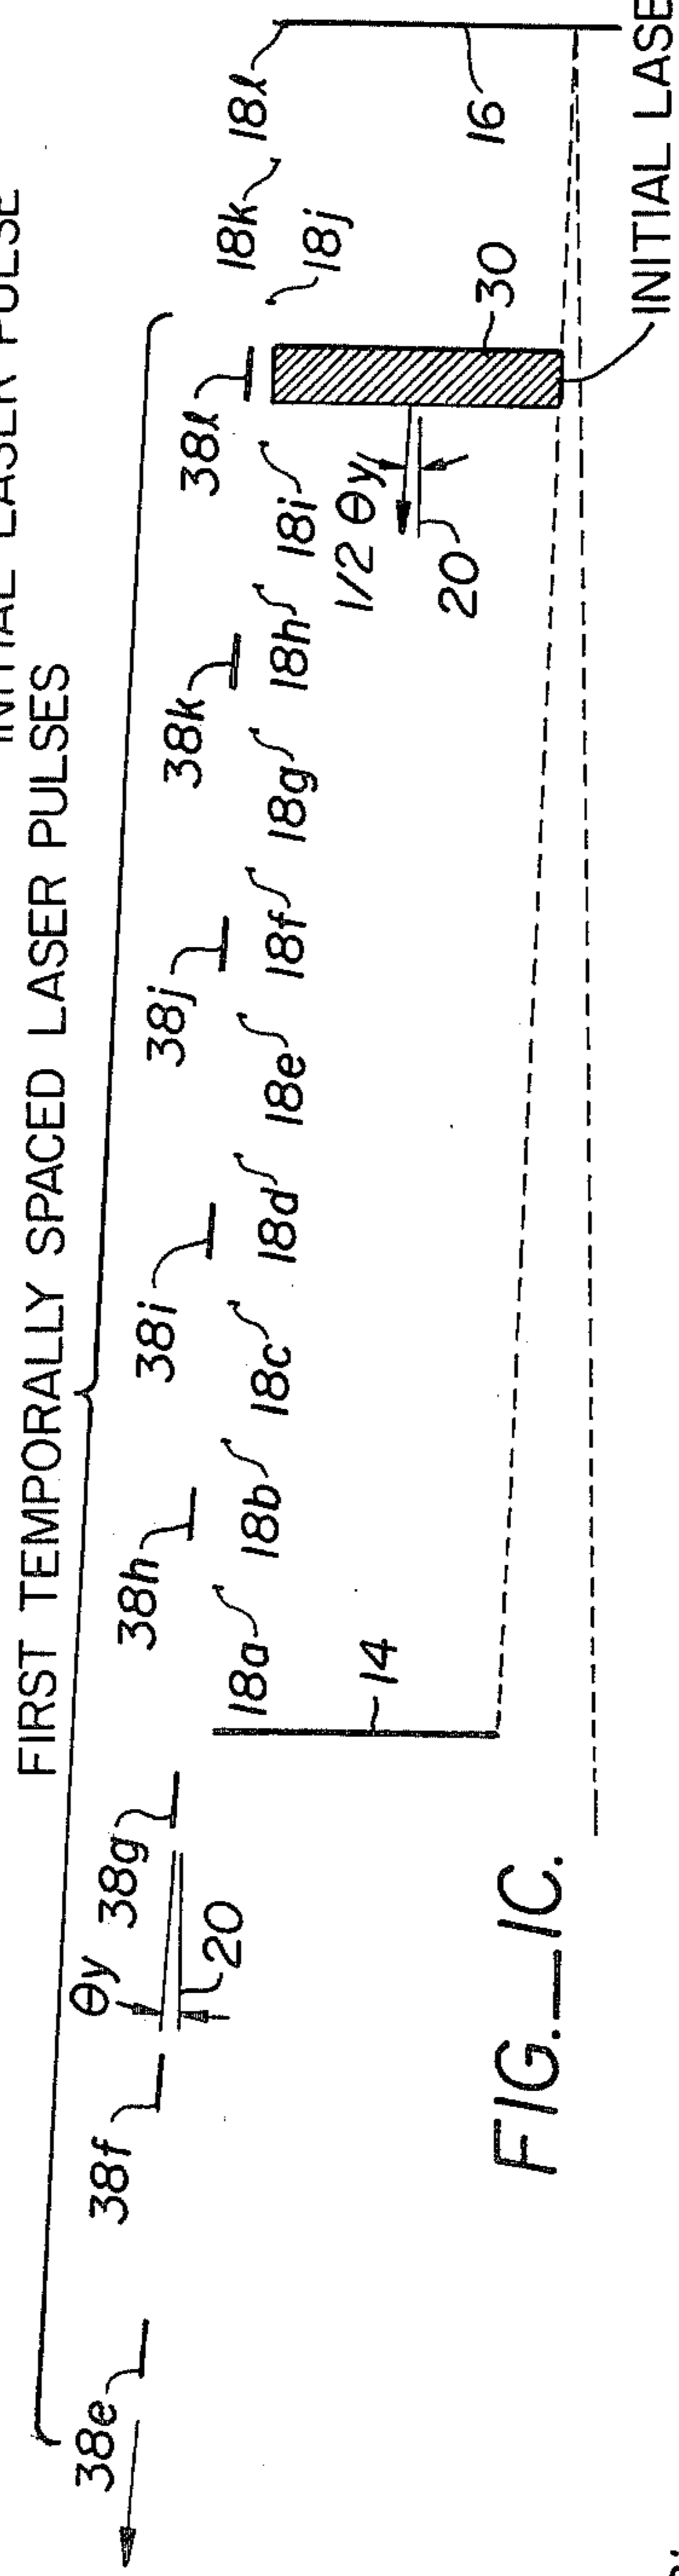 INITIAL LASER PULSE
FIRST TEMPORALLY SPACED LASER PULSES
38e
38f
θy
38g
20
38h
38i
38j
38k
38l
18a
18b
18c
18d
18e
18f
18g
18h
18i
18j
18k
18l
14
1/2 θy
20
30
16
INITIAL LASE
FIG._1C.